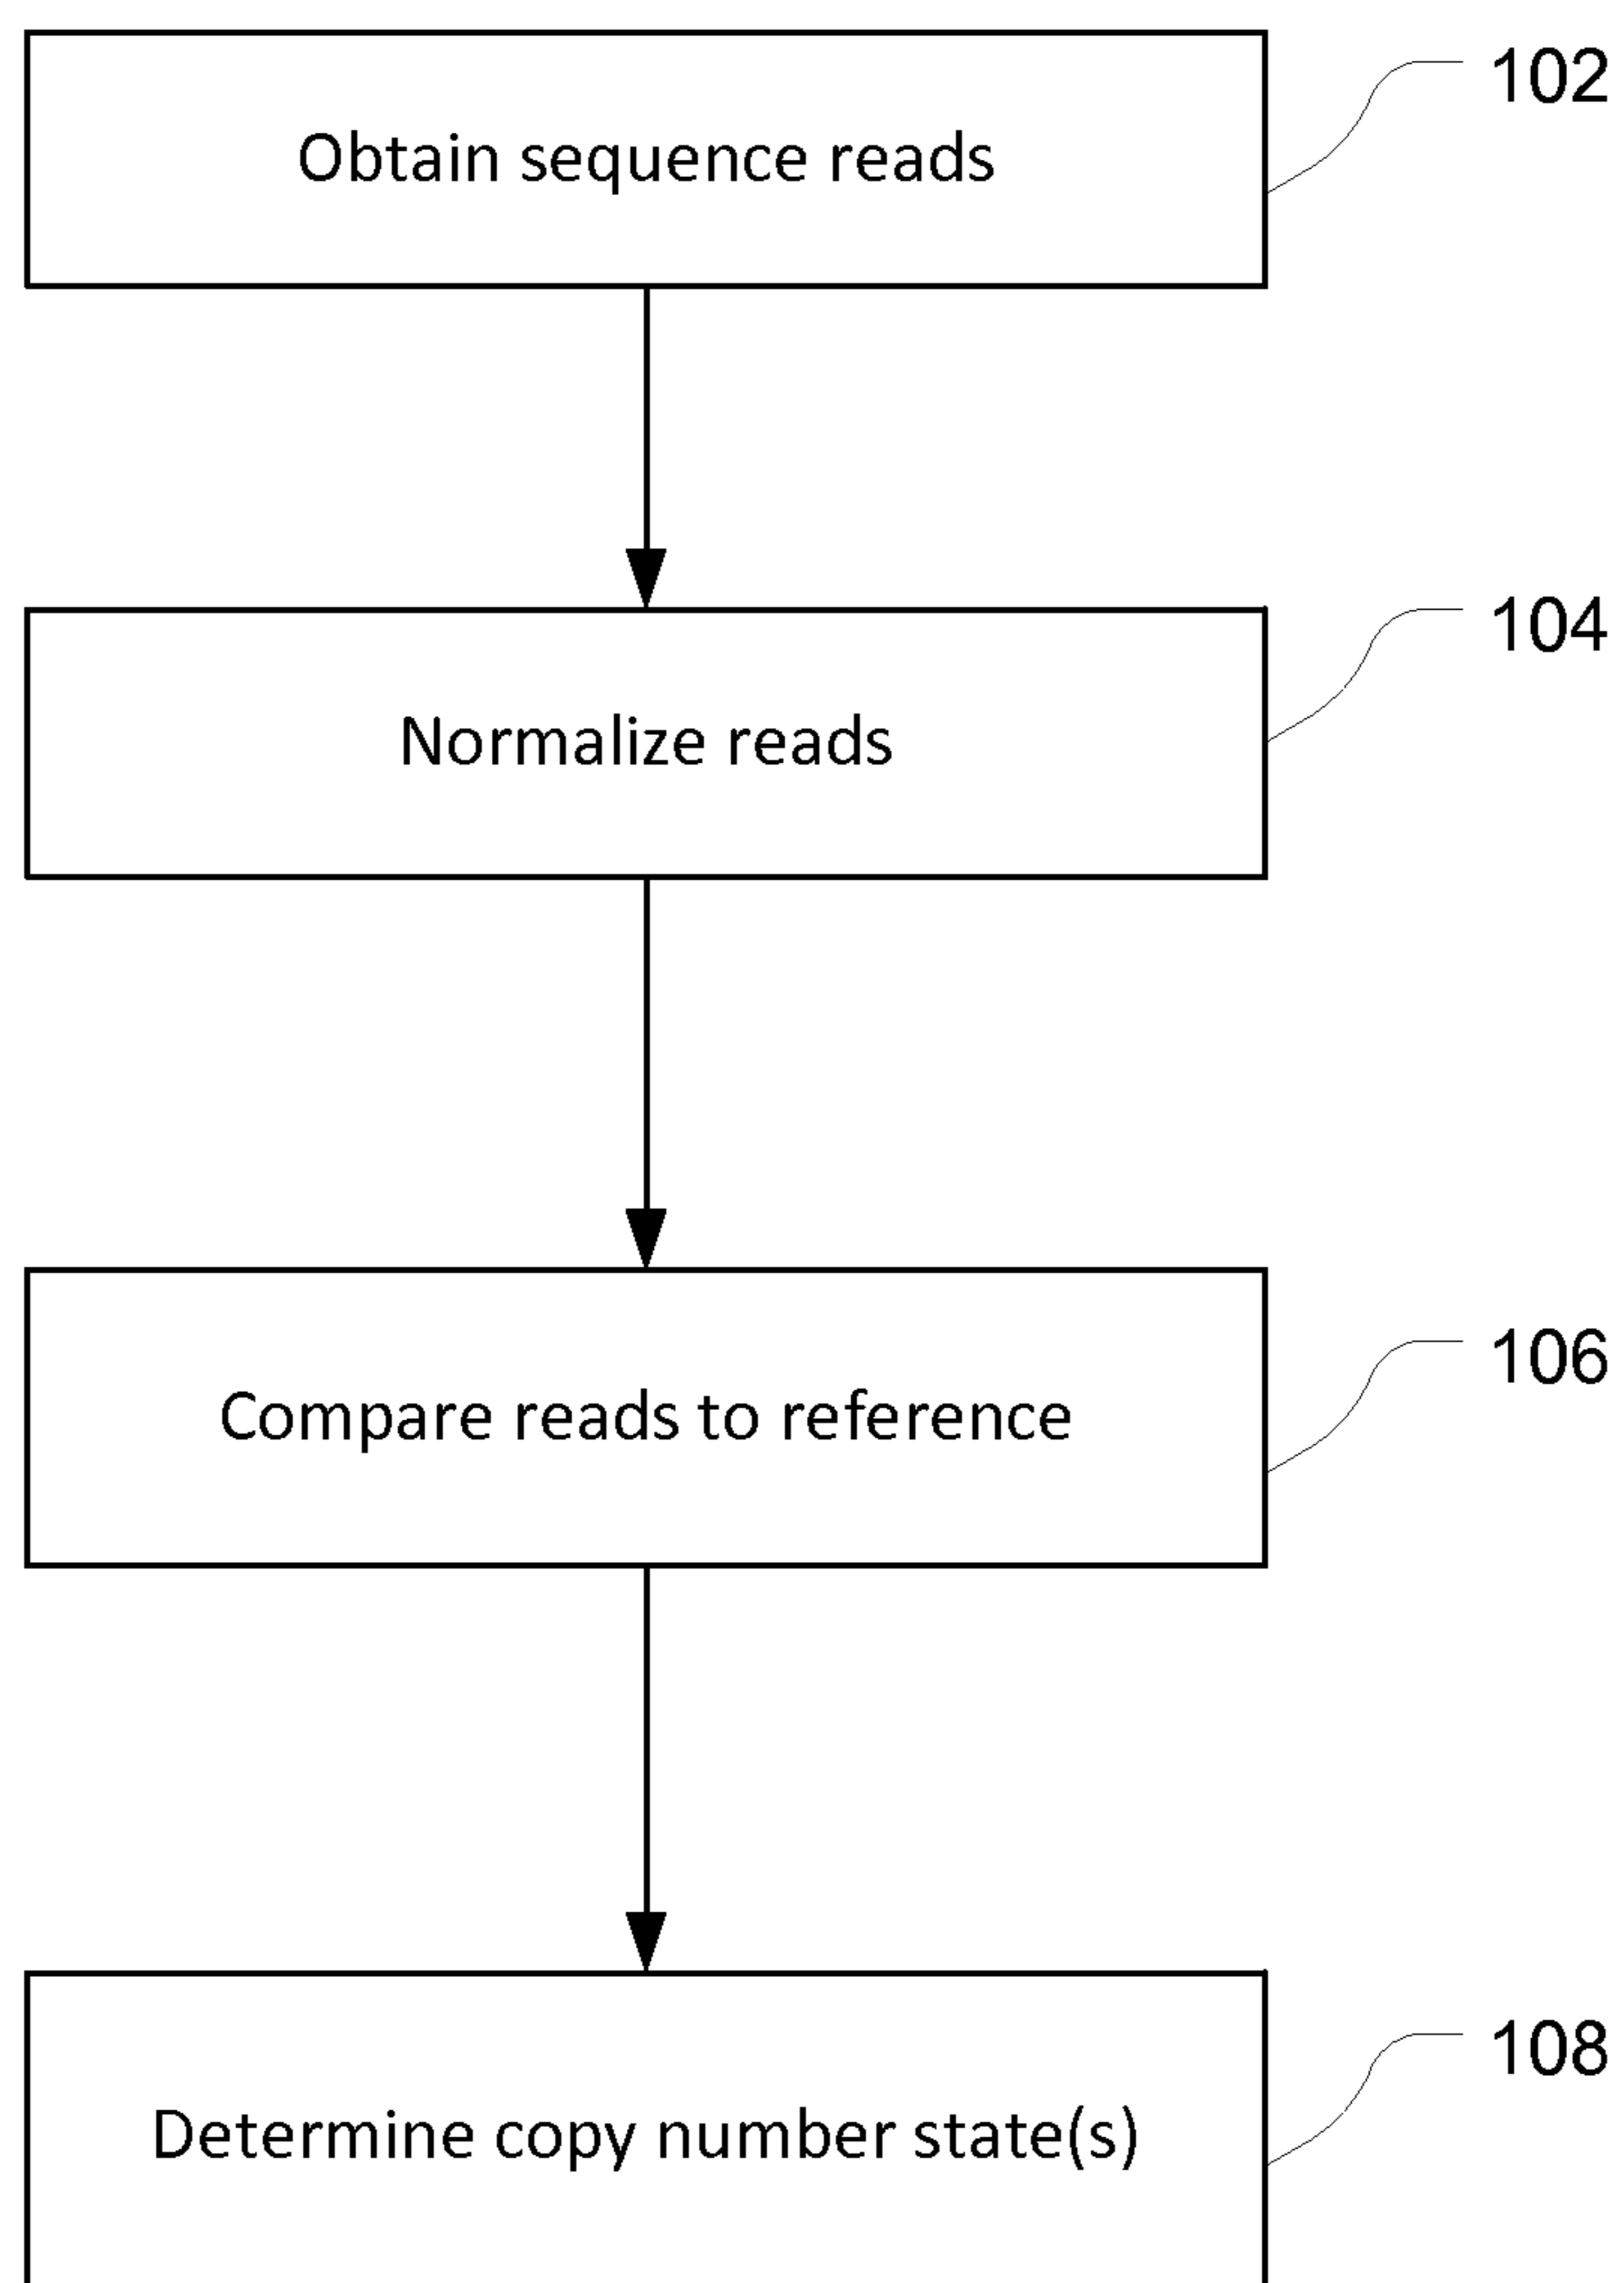 Obtain sequence reads
102
Normalize reads
104
Compare reads to reference
106
Determine copy number state(s)
108